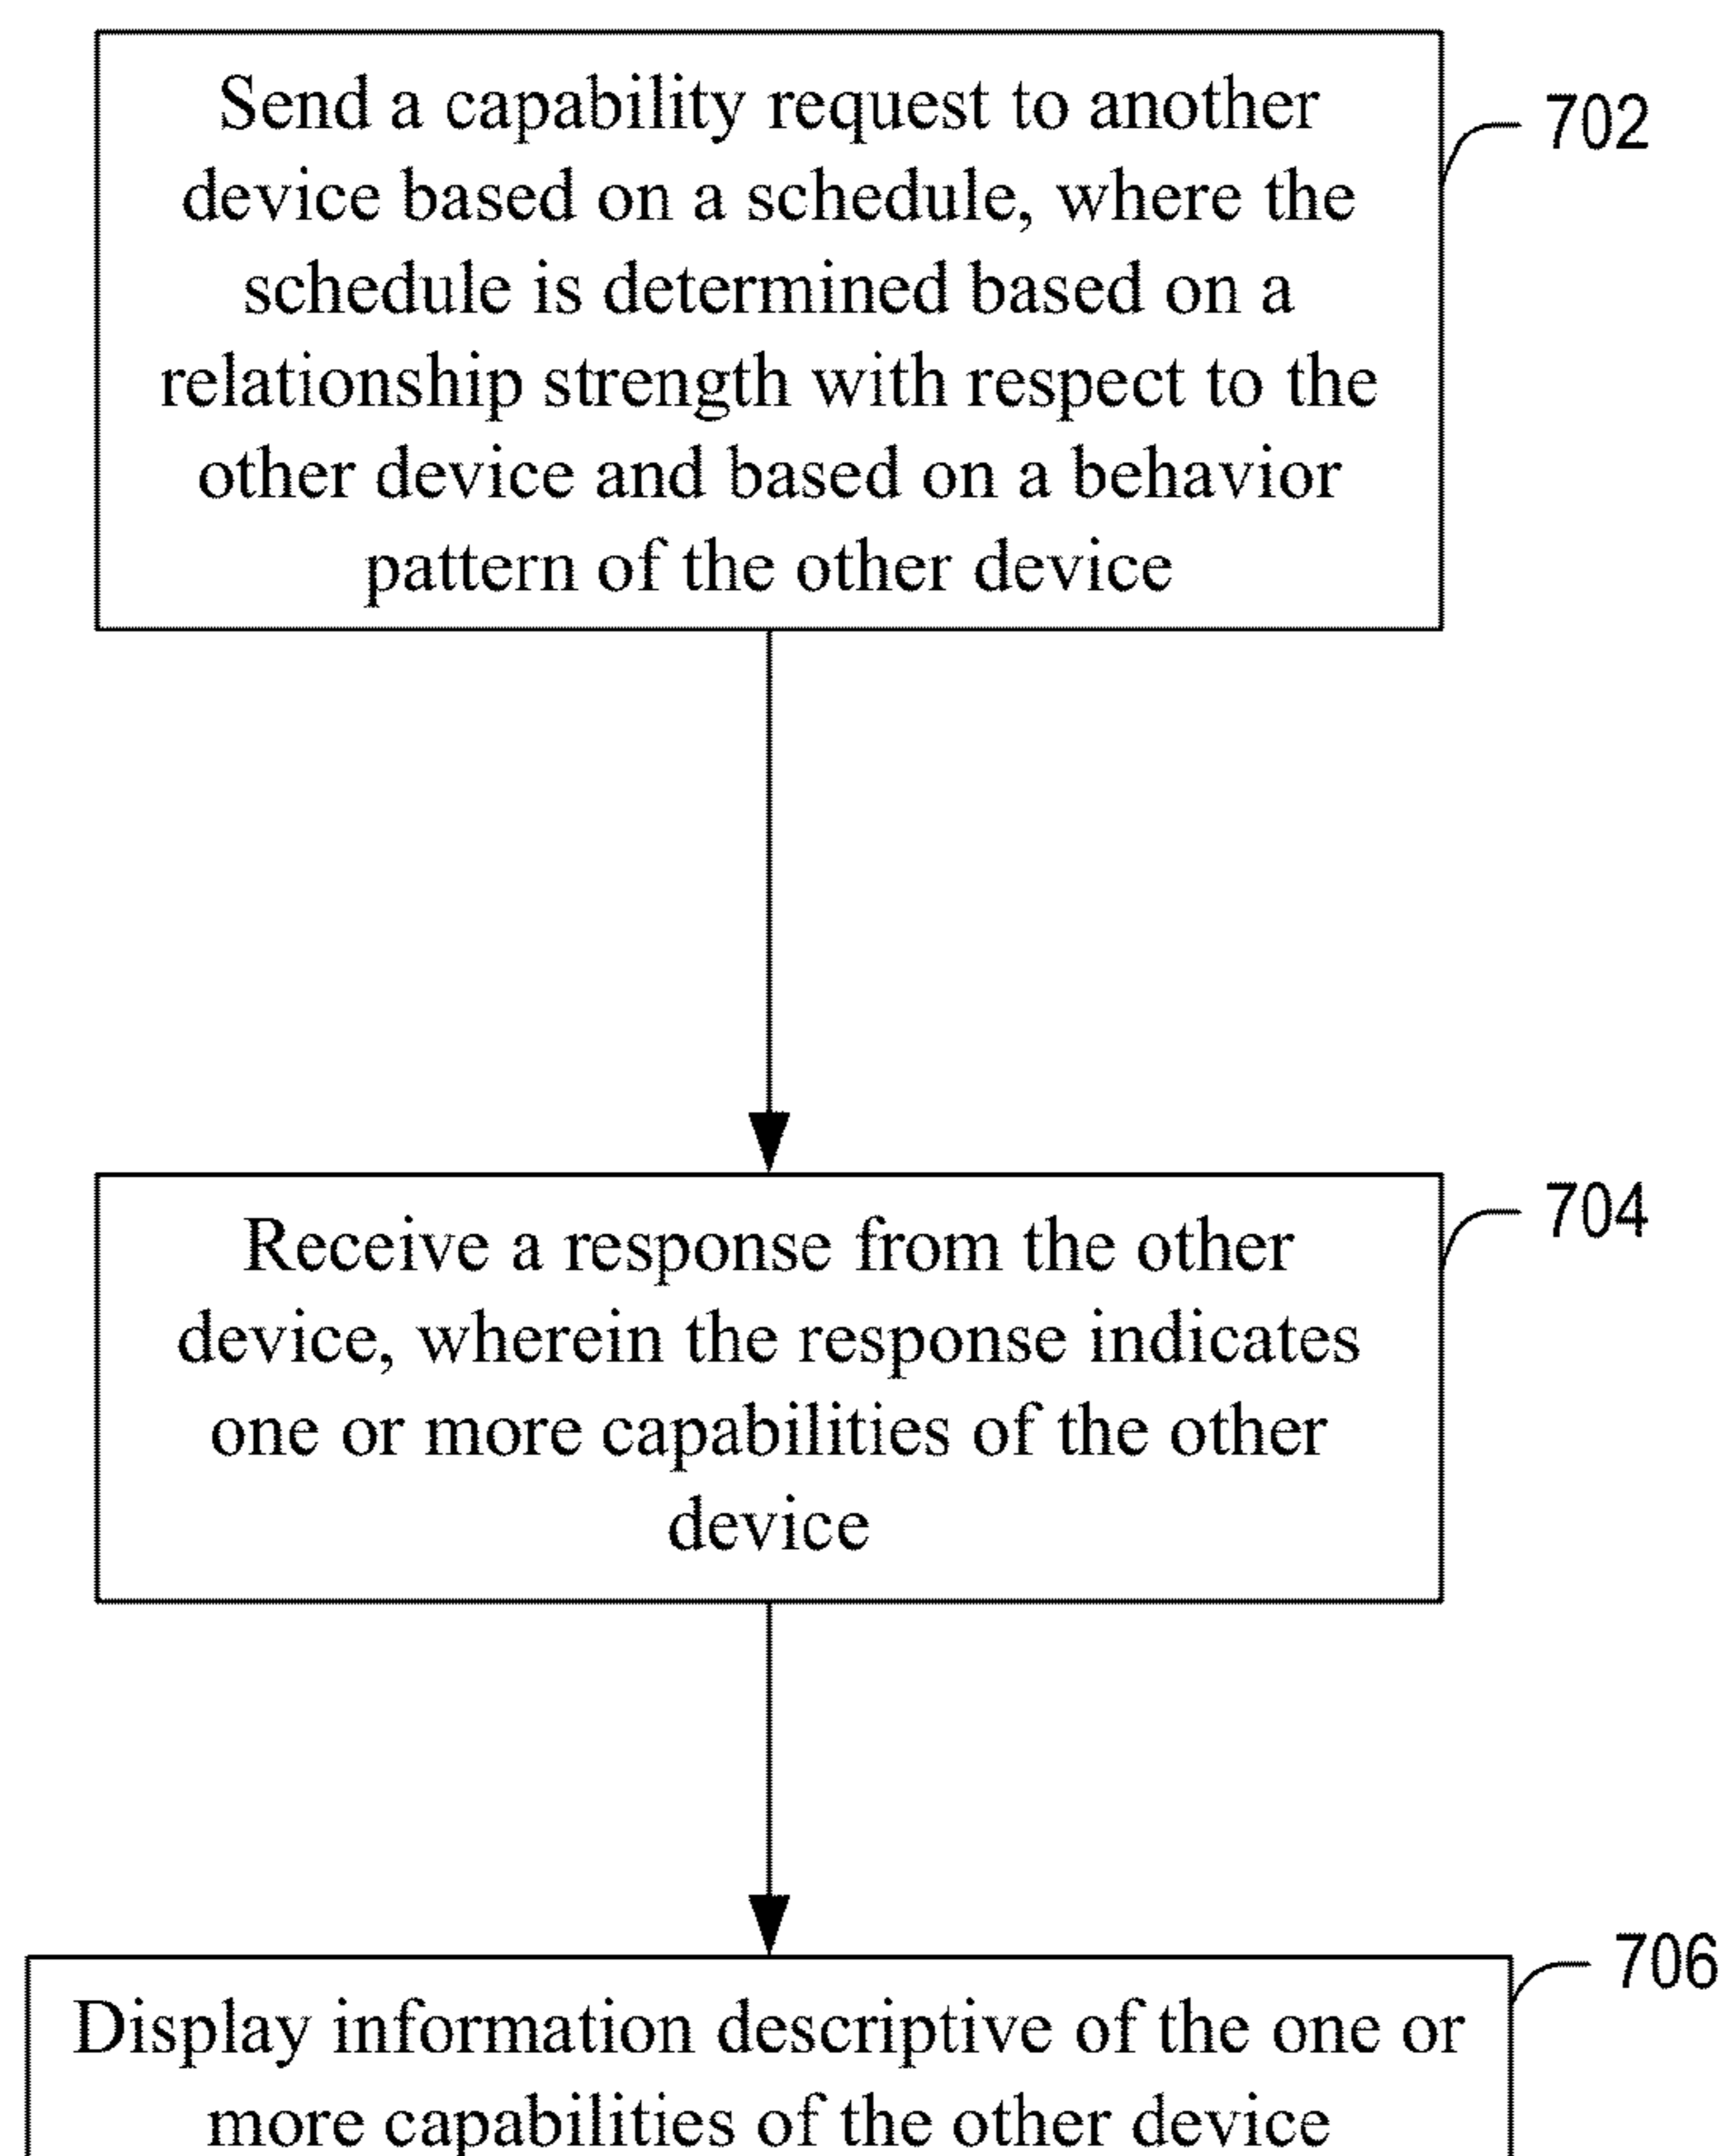 Send a capability request to another
device based on a schedule, where the
schedule is determined based on a
relationship strength with respect to the
other device and based on a behavior
pattern of the other device
702
Receive a response from the other
device, wherein the response indicates
one or more capabilities of the other
device
704
Display information descriptive of the one or
more capabilities of the other device
706